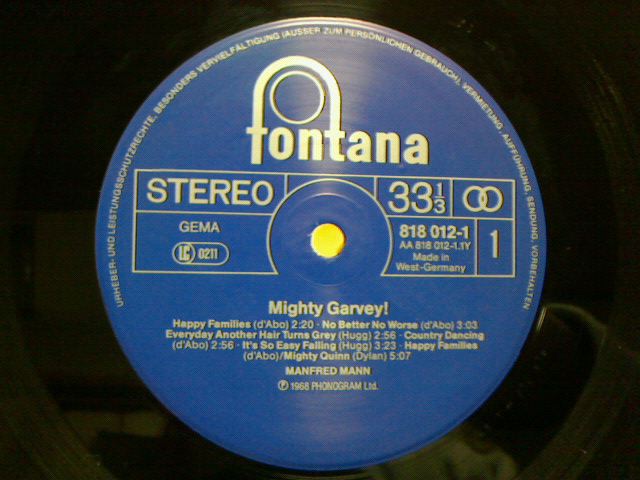 URHEBER- UND LEISTUNGSSCHUTZRECHTE, BESONDERS VERVIELFÄLTIGUNG (AUSSER ZUM PERSÖNLICHEN GEBRAUCH), VERMIETUNG, AUFFÜHRUNG, SENDUNG, VORBEHALTEN
fontana
STEREO
33 1/3
GEMA
LC 0211
818 012-1
AA 818 012-1.1Y
Made in
West-Germany
1
Mighty Garvey!
Happy Families (d'Abo) 2:20 · No Better No Worse (d'Abo) 3:03
Everyday Another Hair Turns Grey (Hugg) 2:56 · Country Dancing
(d'Abo) 2:56 · It's So Easy Falling (Hugg) 3:23 · Happy Families
(d'Abo)/Mighty Quinn (Dylan) 5:07
MANFRED MANN
℗ 1968 PHONOGRAM Ltd.